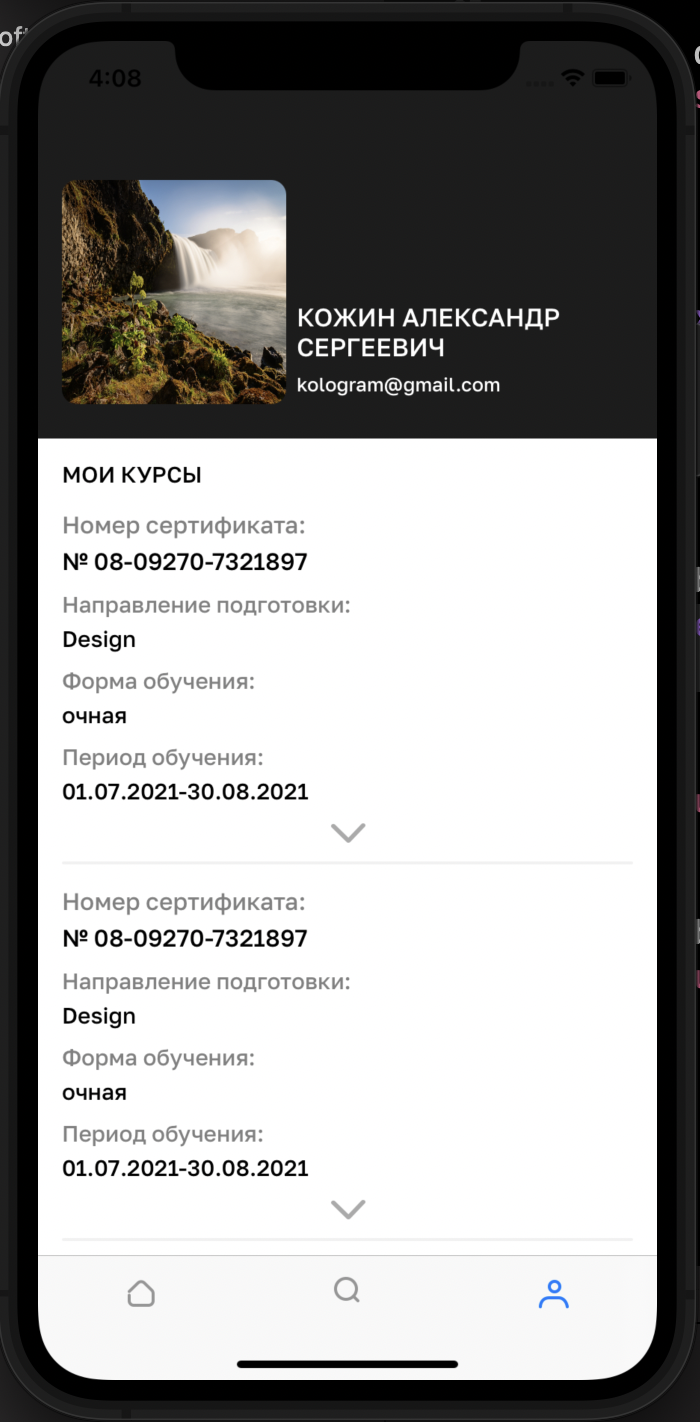 4:08
КОЖИН АЛЕКСАНДР
СЕРГЕЕВИЧ
kologram@gmail.com
МОИ КУРСЫ
Номер сертификата:
№ 08-09270-7321897
Направление подготовки:
Design
Форма обучения:
очная
Период обучения:
01.07.2021-30.08.2021
Номер сертификата:
№ 08-09270-7321897
Направление подготовки:
Design
Форма обучения:
очная
Период обучения:
01.07.2021-30.08.2021